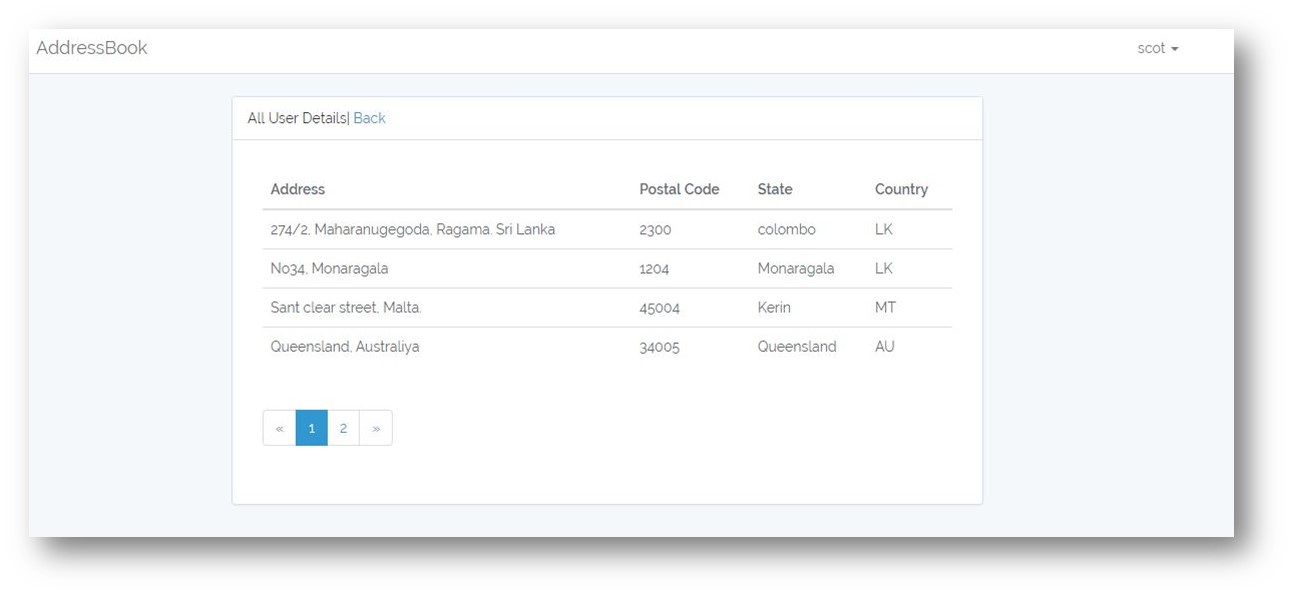 AddressBook
scot
All User Details| Back
Address Postal Code State Country
274/2, Maharanugegoda, Ragama. Sri Lanka 2300 colombo LK
No34, Monaragala 1204 Monaragala LK
Sant clear street, Malta. 45004 Kerin MT
Queensland, Australiya 34005 Queensland AU
« 1 2 »